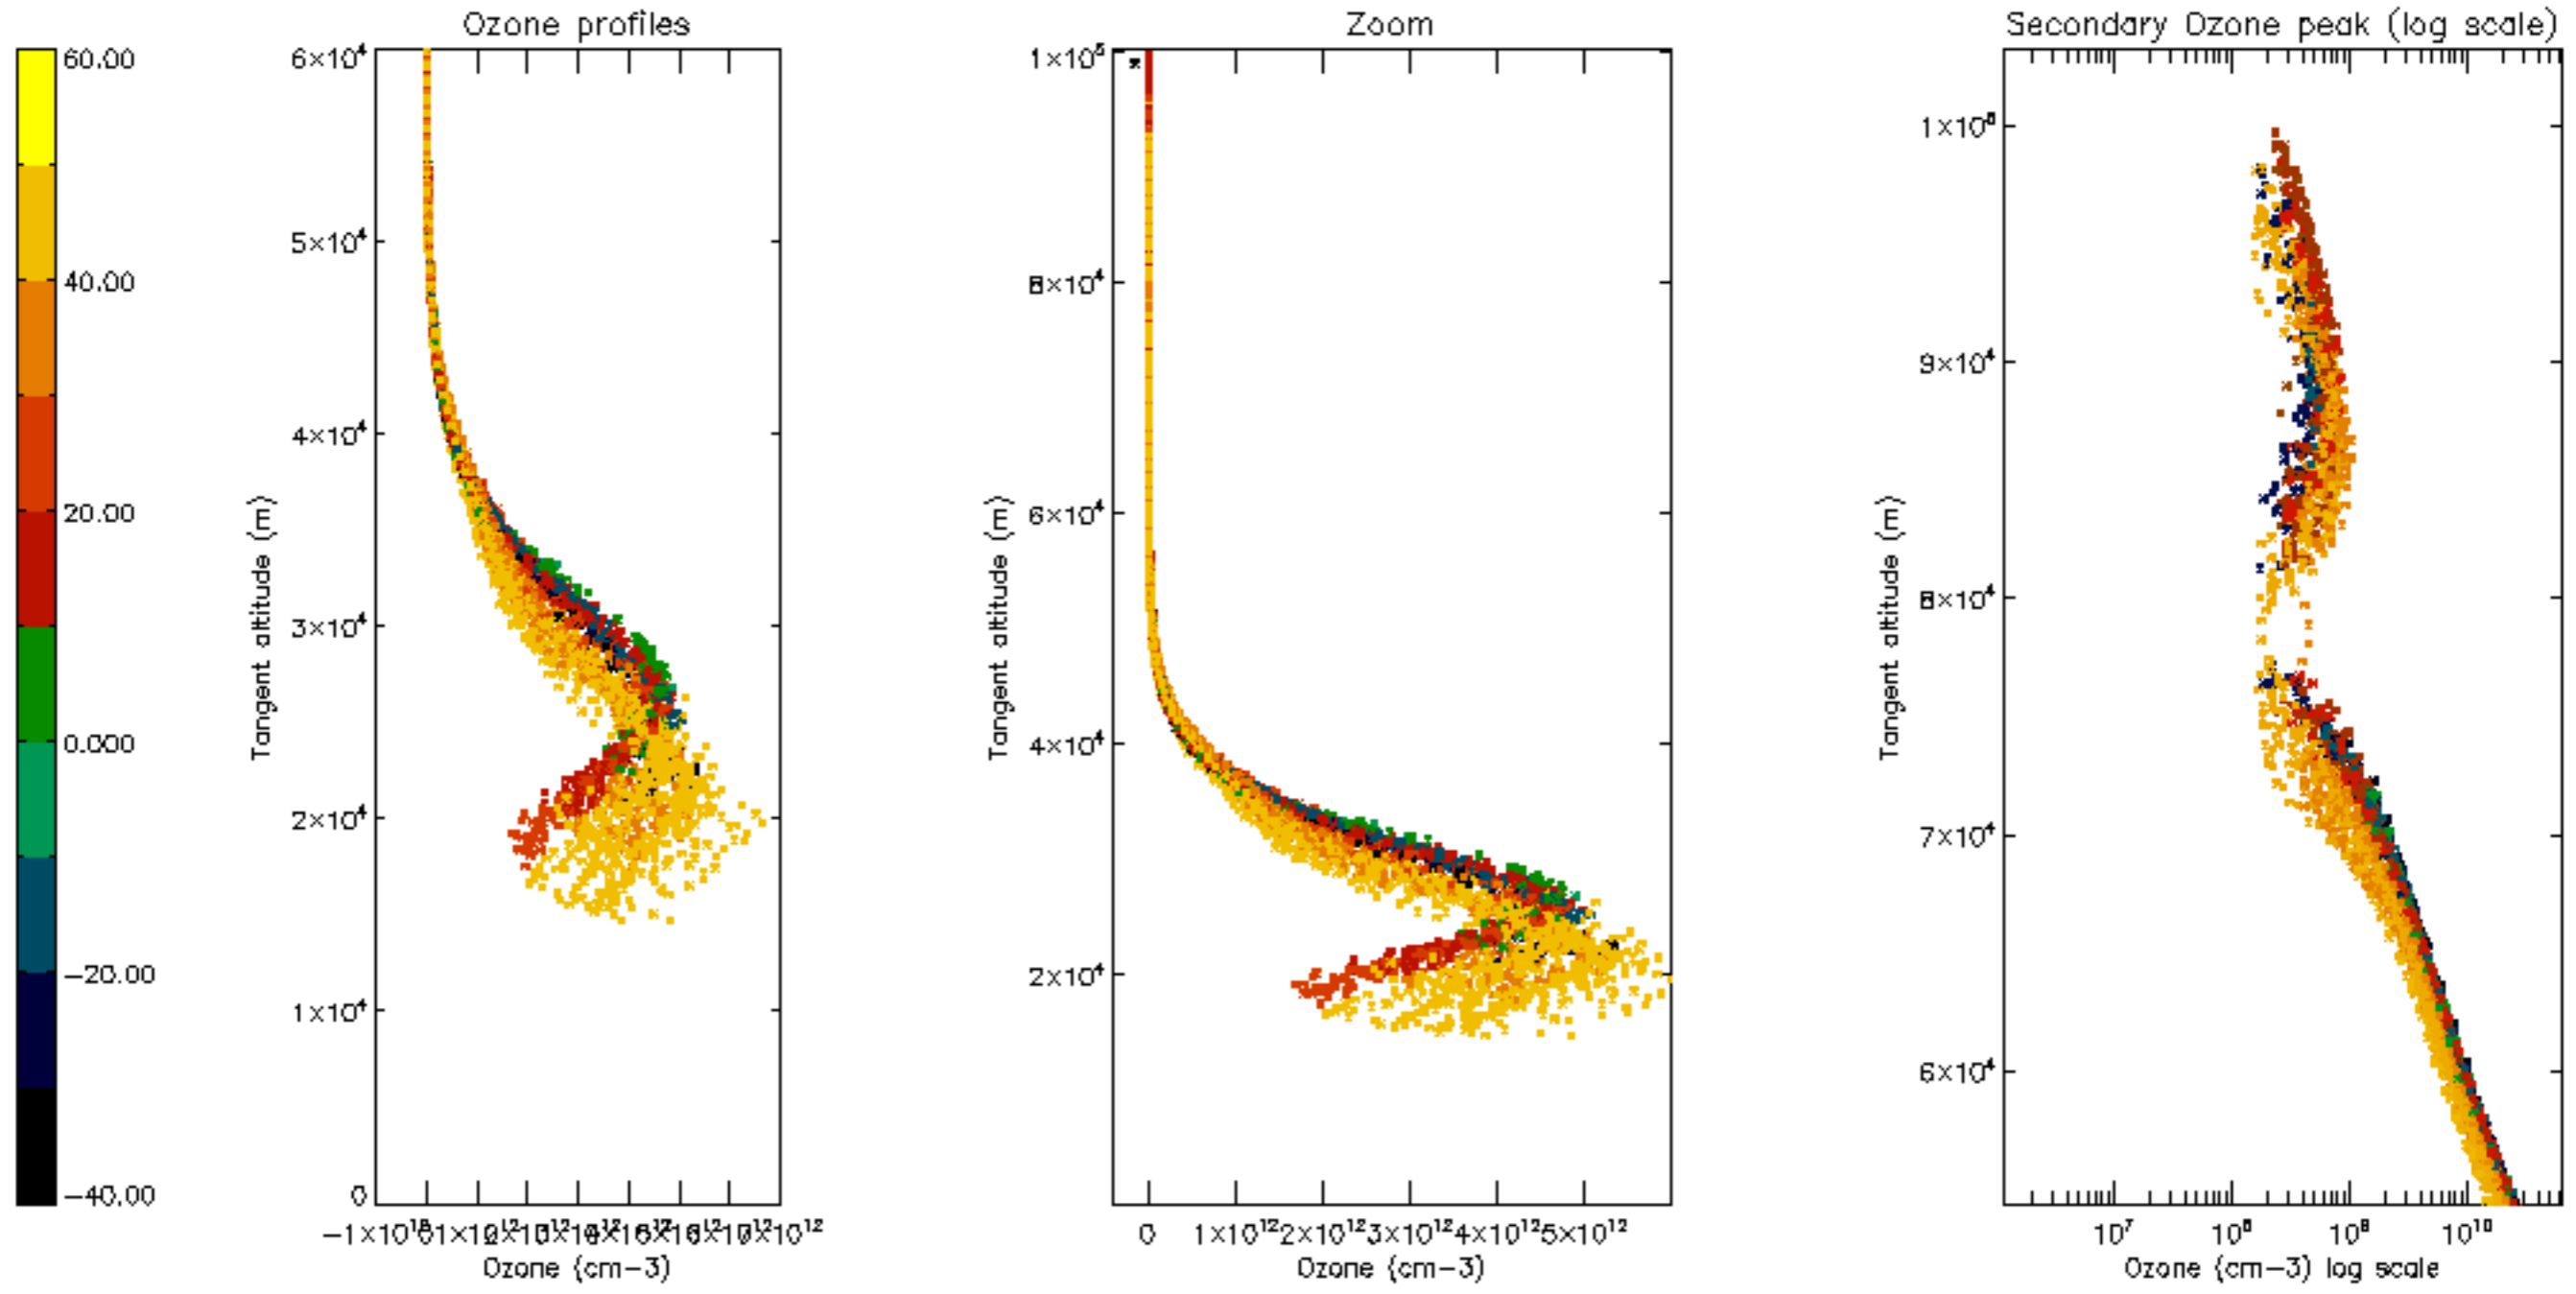 Ozone profiles
Zoom
Secondary Ozone peak (log scale)
60.00
40.00
20.00
0.000
−20.00
−40.00
6×10⁴
5×10⁴
4×10⁴
3×10⁴
2×10⁴
1×10⁴
0
Tangent altitude (m)
Ozone (cm−3)
1×10⁵
8×10⁴
6×10⁴
4×10⁴
2×10⁴
Tangent altitude (m)
0 1×10¹² 2×10¹² 3×10¹² 4×10¹² 5×10¹²
Ozone (cm−3)
1×10⁵
9×10⁴
8×10⁴
7×10⁴
6×10⁴
Tangent altitude (m)
10⁷ 10⁸ 10⁹ 10¹⁰
Ozone (cm−3) log scale